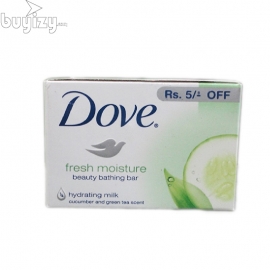 buyizy
Rs. 5/- OFF
Dove
fresh moisture
beauty bathing bar
hydrating milk
cucumber and green tea scent